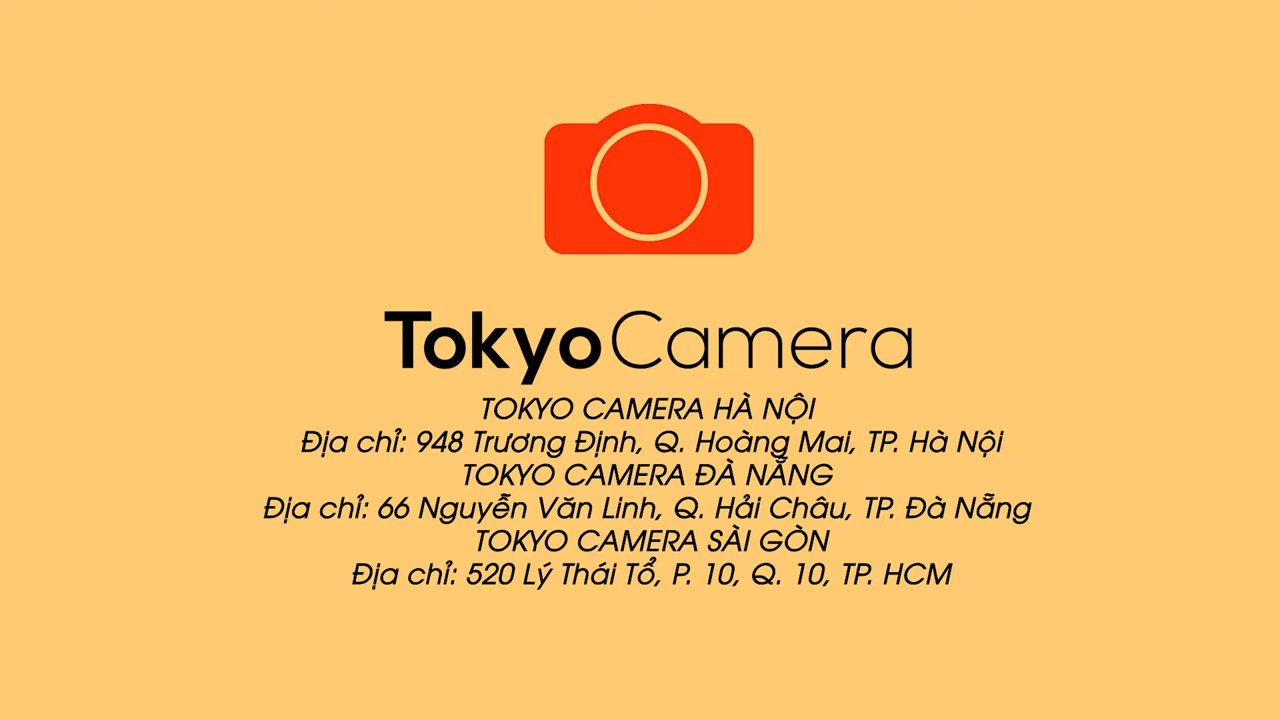 TokyoCamera
TOKYO CAMERA HÀ NỘI
Địa chỉ: 948 Trương Định, Q. Hoàng Mai, TP. Hà Nội
TOKYO CAMERA ĐÀ NẴNG
Địa chỉ: 66 Nguyễn Văn Linh, Q. Hải Châu, TP. Đà Nẵng
TOKYO CAMERA SÀI GÒN
Địa chỉ: 520 Lý Thái Tổ, P. 10, Q. 10, TP. HCM